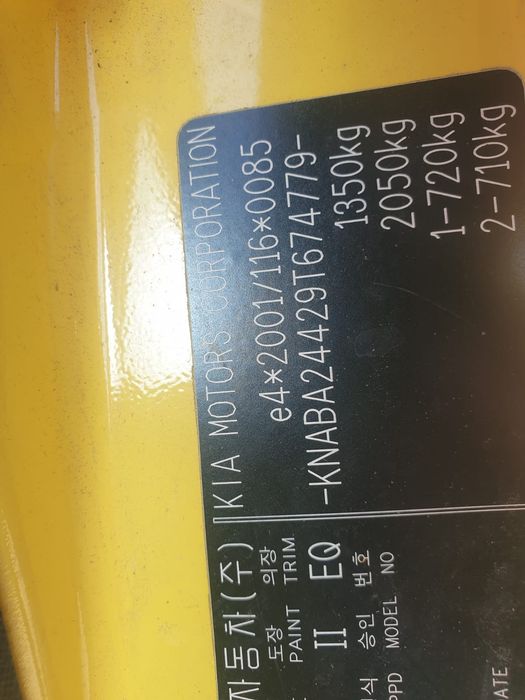 자동차(주) KIA MOTORS CORPORATION
e4*2001/116*0085
-KNABA24429T674779-
1350kg
2050kg
1-720kg
2-710kg
도장 의장
PAINT TRIM
II EQ
승인 번호
MODEL NO